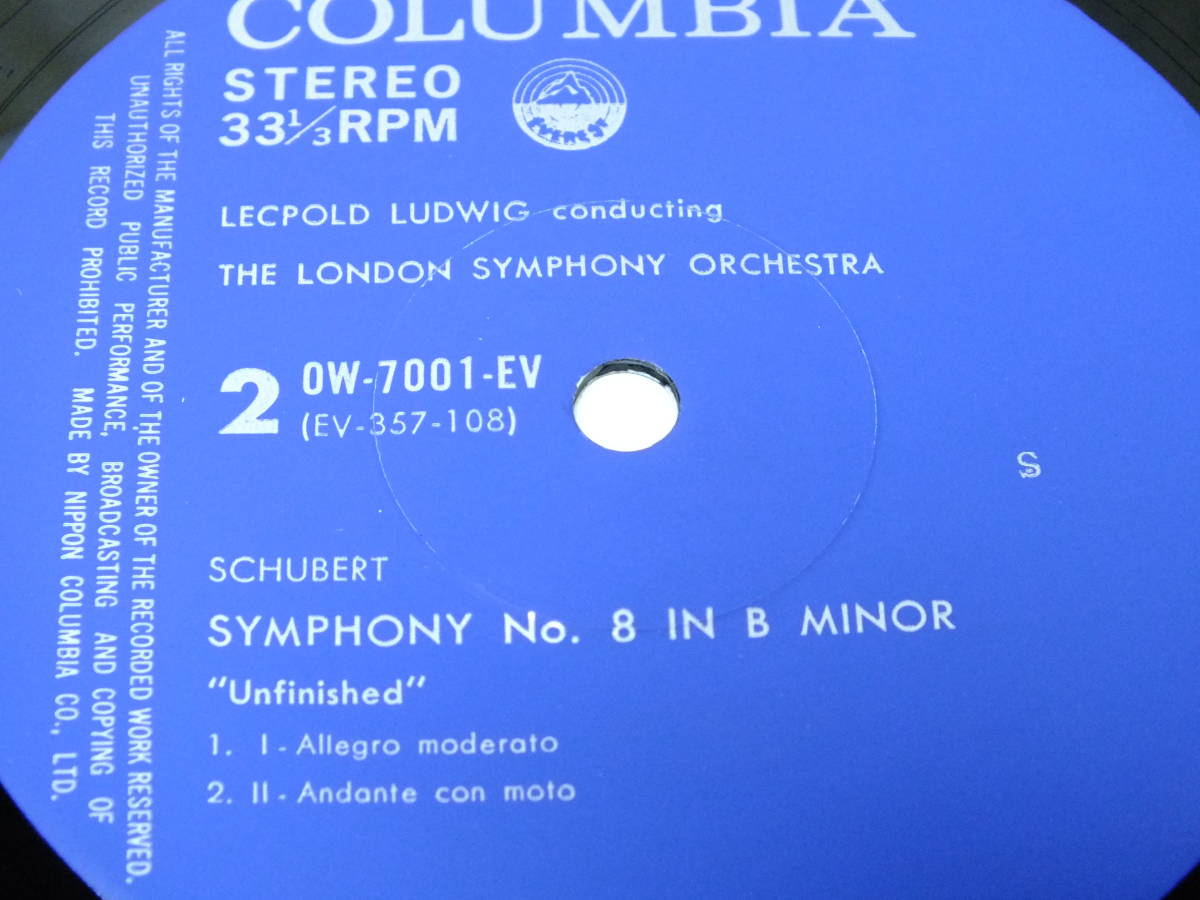 COLUMBIA
STEREO
33⅓ RPM
EVEREST
LECPOLD LUDWIG conducting
THE LONDON SYMPHONY ORCHESTRA
2
OW-7001-EV
(EV-357-108)
S
SCHUBERT
SYMPHONY No. 8 IN B MINOR
"Unfinished"
1. I - Allegro moderato
2. II - Andante con moto
ALL RIGHTS OF THE MANUFACTURER AND OF THE OWNER OF THE RECORDED WORK RESERVED.
UNAUTHORIZED PUBLIC PERFORMANCE, BROADCASTING AND COPYING OF
THIS RECORD PROHIBITED. MADE BY NIPPON COLUMBIA CO., LTD.